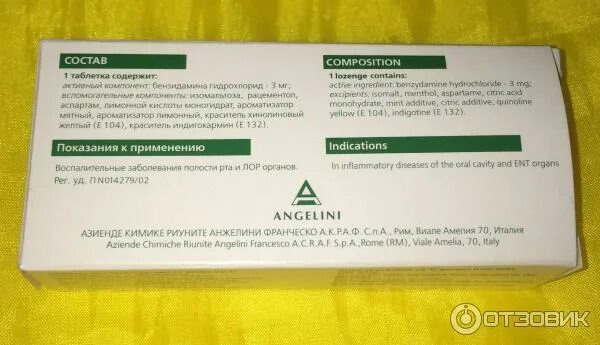 СОСТАВ
1 таблетка содержит:
активный компонент: бензидамина гидрохлорид - 3 мг;
вспомогательные компоненты: изомальтоза, рацементол,
аспартам, лимонной кислоты моногидрат, ароматизатор
мятный, ароматизатор лимонный, краситель хинолиновый
желтый (Е 104), краситель индигокармин (Е 132).
Показания к применению
Воспалительные заболевания полости рта и ЛОР органов.
Рег. уд. П N014279/02
COMPOSITION
1 lozenge contains:
active ingredient: benzydamine hydrochloride - 3 mg;
excipients: isomalt, menthol, aspartame, citric acid
monohydrate, mint additive, citric additive, quinoline
yellow (E 104), indigotine (E 132).
Indications
In inflammatory diseases of the oral cavity and ENT organs
ANGELINI
АЗИЕНДЕ КИМИКЕ РИУНИТЕ АНЖЕЛИНИ ФРАНЧЕСКО А.К.Р.А.Ф. С.п.А., Рим, Виале Амелия 70, Италия
Aziende Chimiche Riunite Angelini Francesco A.C.R.A.F. S.p.A.,Rome (RM), Viale Amelia, 70, Italy
ОТЗОВИК